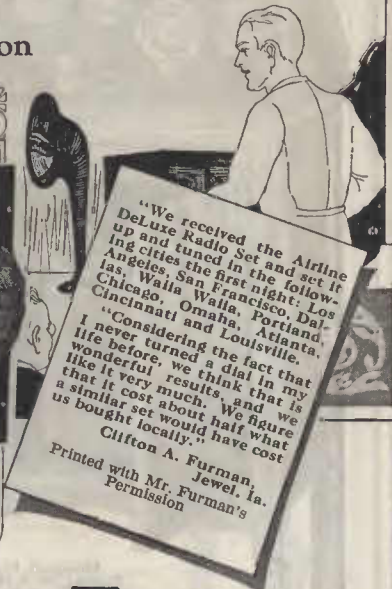 on
"We received the Airline
DeLuxe Radio Set and set it
up and tuned in the follow-
ing cities the first night: Los
Angeles, San Francisco, Dal-
las, Walla Walla, Portland,
Chicago, Omaha, Atlanta,
Cincinnati and Louisville.
"Considering the fact that
I never turned a dial in my
life before, we think that is
wonderful results, and we
like it very much. We figure
that it cost about half what
a similar set would have cost
us bought locally."
Clifton A. Furman,
Jewel, Ia.
Printed with Mr. Furman's
Permission